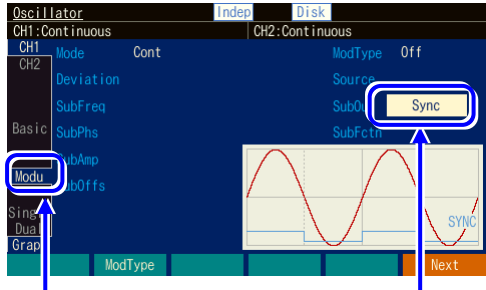 Oscillator Indep Disk
CH1:Continuous CH2:Continuous
CH1 Mode Cont ModType Off
CH2
Deviation Source
SubFreq Sync
Basic SubPhs SubFctn
SubAmp
Modu SubOffs
SYNC
Dual
ModType Next